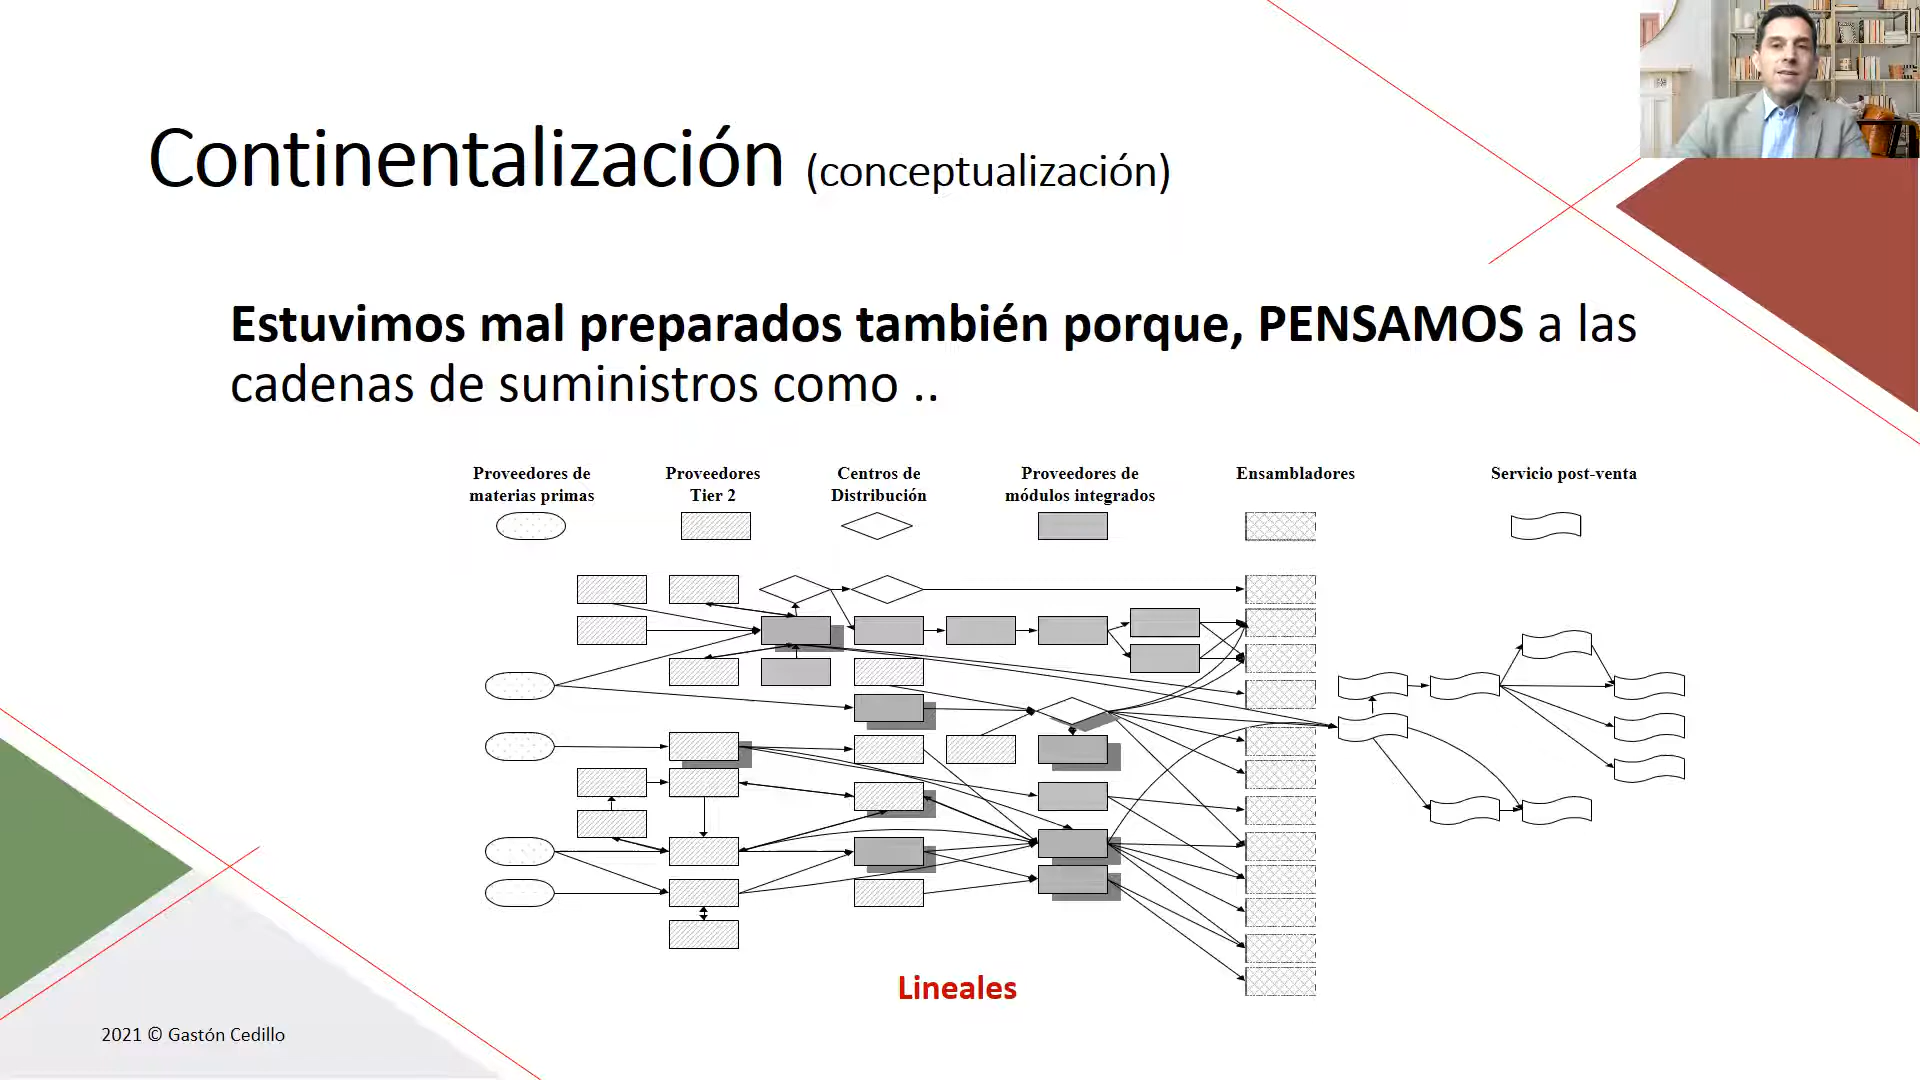 Continentalización (conceptualización)
Estuvimos mal preparados también porque, PENSAMOS a las
cadenas de suministros como ..
Proveedores de
materias primas
Proveedores
Tier 2
Centros de
Distribución
Proveedores de
módulos integrados
Ensambladores
Servicio post-venta
Lineales
2021 © Gastón Cedillo